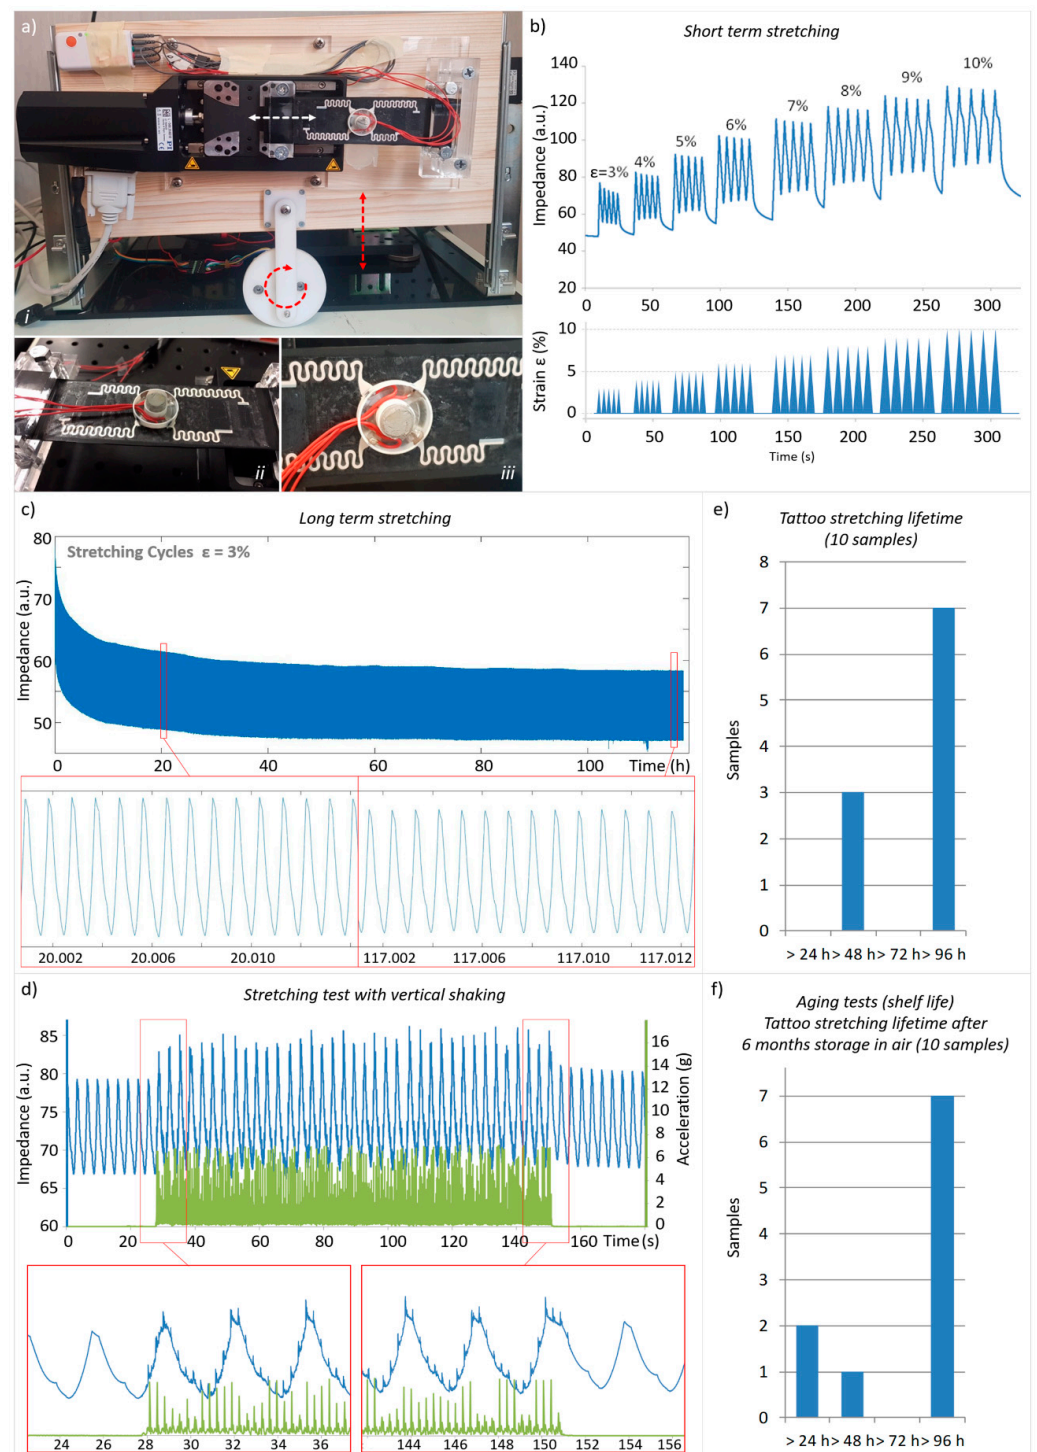 a)
i
ii
iii
b)
Short term stretching
Impedance (a.u.)
140
120
100
80
60
40
20
ε=3%
4%
5%
6%
7%
8%
9%
10%
0 50 100 150 200 250 300
Strain ε (%)
10
5
0
0 50 100 150 200 250 300
Time (s)
c)
Long term stretching
Stretching Cycles ε = 3%
Impedance (a.u.)
80
70
60
50
0 20 40 60 80 100 Time (h)
20.002 20.006 20.010
117.002 117.006 117.010 117.012
d)
Stretching test with vertical shaking
Impedance (a.u.)
85
80
75
70
65
60
Acceleration (g)
16
14
12
10
8
6
4
2
0
0 20 40 60 80 100 120 140 160 Time (s)
24 26 28 30 32 34 36
144 146 148 150 154 156
e)
Tattoo stretching lifetime
(10 samples)
Samples
8
7
6
5
4
3
2
1
0
> 24 h > 48 h > 72 h > 96 h
f)
Aging tests (shelf life)
Tattoo stretching lifetime after
6 months storage in air (10 samples)
Samples
7
6
5
4
3
2
1
0
> 24 h > 48 h > 72 h > 96 h